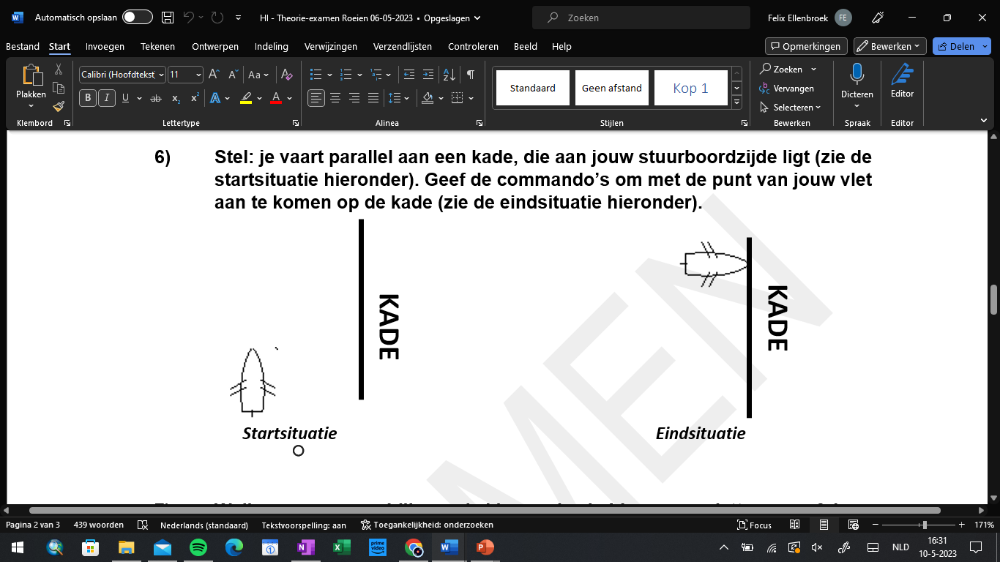 Automatisch opslaan
HI - Theorie-examen Roeien 06-05-2023 • Opgeslagen
Zoeken
Felix Ellenbroek
FE
Bestand Start Invoegen Tekenen Ontwerpen Indeling Verwijzingen Verzendlijsten Controleren Beeld Help
Opmerkingen
Bewerken
Delen
Plakken
Klembord
Calibri (Hoofdtekst) 11
Lettertype
Alinea
Standaard
Geen afstand
Kop 1
Stijlen
Zoeken
Vervangen
Selecteren
Bewerken
Dicteren
Spraak
Editor
Editor
6) Stel: je vaart parallel aan een kade, die aan jouw stuurboordzijde ligt (zie de
startsituatie hieronder). Geef de commando’s om met de punt van jouw vlet
aan te komen op de kade (zie de eindsituatie hieronder).
KADE
KADE
Startsituatie
Eindsituatie
MEN
Pagina 2 van 3 439 woorden Nederlands (standaard) Tekstvoorspelling: aan Toegankelijkheid: onderzoeken
Focus
171%
NLD
16:31
10-5-2023